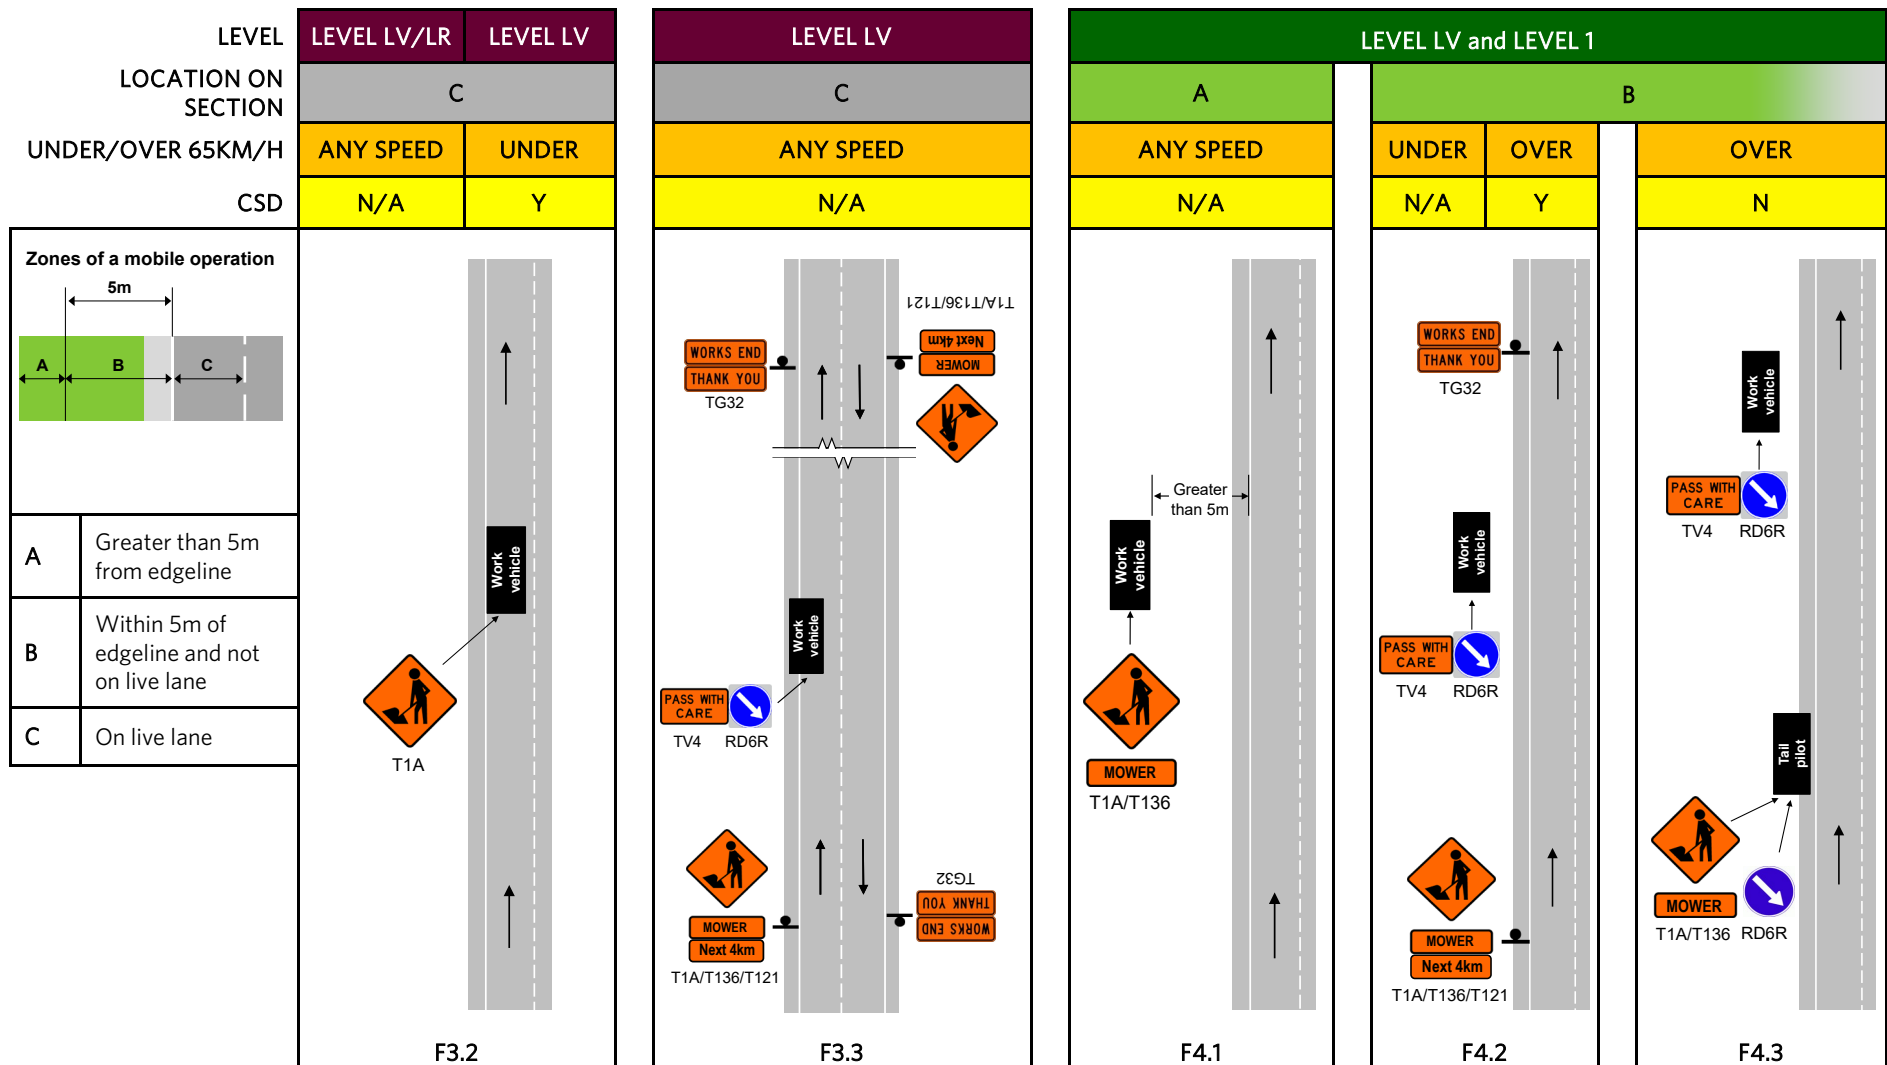 LEVEL
LEVEL LV/LR
LEVEL LV
LEVEL LV
LEVEL LV and LEVEL 1
LOCATION ON
SECTION
C
C
A
B
UNDER/OVER 65KM/H
ANY SPEED
UNDER
ANY SPEED
ANY SPEED
UNDER
OVER
OVER
CSD
N/A
Y
N/A
N/A
N/A
Y
N
Zones of a mobile operation
5m
A
B
C
A
Greater than 5m
from edgeline
B
Within 5m of
edgeline and not
on live lane
C
On live lane
Work
vehicle
T1A
F3.2
T1A/T136/T121
Next 4km
MOWER
WORKS END
THANK YOU
TG32
Work
vehicle
PASS WITH
CARE
TV4
RD6R
TG32
THANK YOU
WORKS END
MOWER
Next 4km
T1A/T136/T121
F3.3
Greater
than 5m
Work
vehicle
MOWER
T1A/T136
F4.1
WORKS END
THANK YOU
TG32
Work
vehicle
PASS WITH
CARE
TV4
RD6R
MOWER
Next 4km
T1A/T136/T121
F4.2
Work
vehicle
PASS WITH
CARE
TV4
RD6R
Tail
pilot
MOWER
T1A/T136
RD6R
F4.3